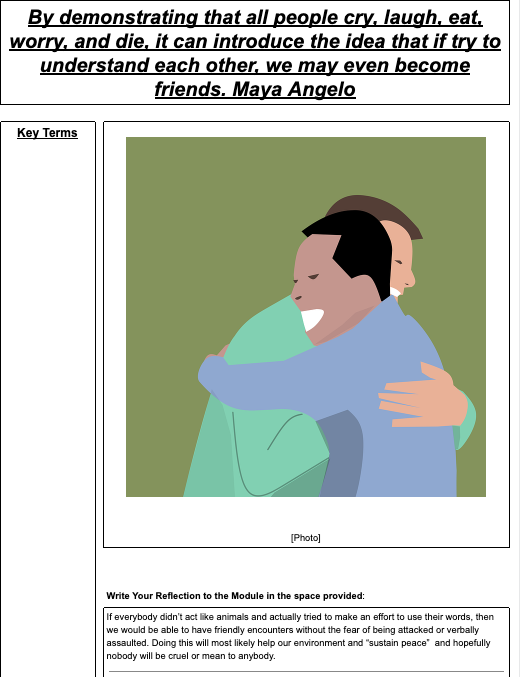 By demonstrating that all people cry, laugh, eat,
worry, and die, it can introduce the idea that if try to
understand each other, we may even become
friends. Maya Angelo
Key Terms
[Photo]
Write Your Reflection to the Module in the space provided:
If everybody didn't act like animals and actually tried to make an effort to use their words, then
we would be able to have friendly encounters without the fear of being attacked or verbally
assaulted. Doing this will most likely help our environment and “sustain peace”  and hopefully
nobody will be cruel or mean to anybody.